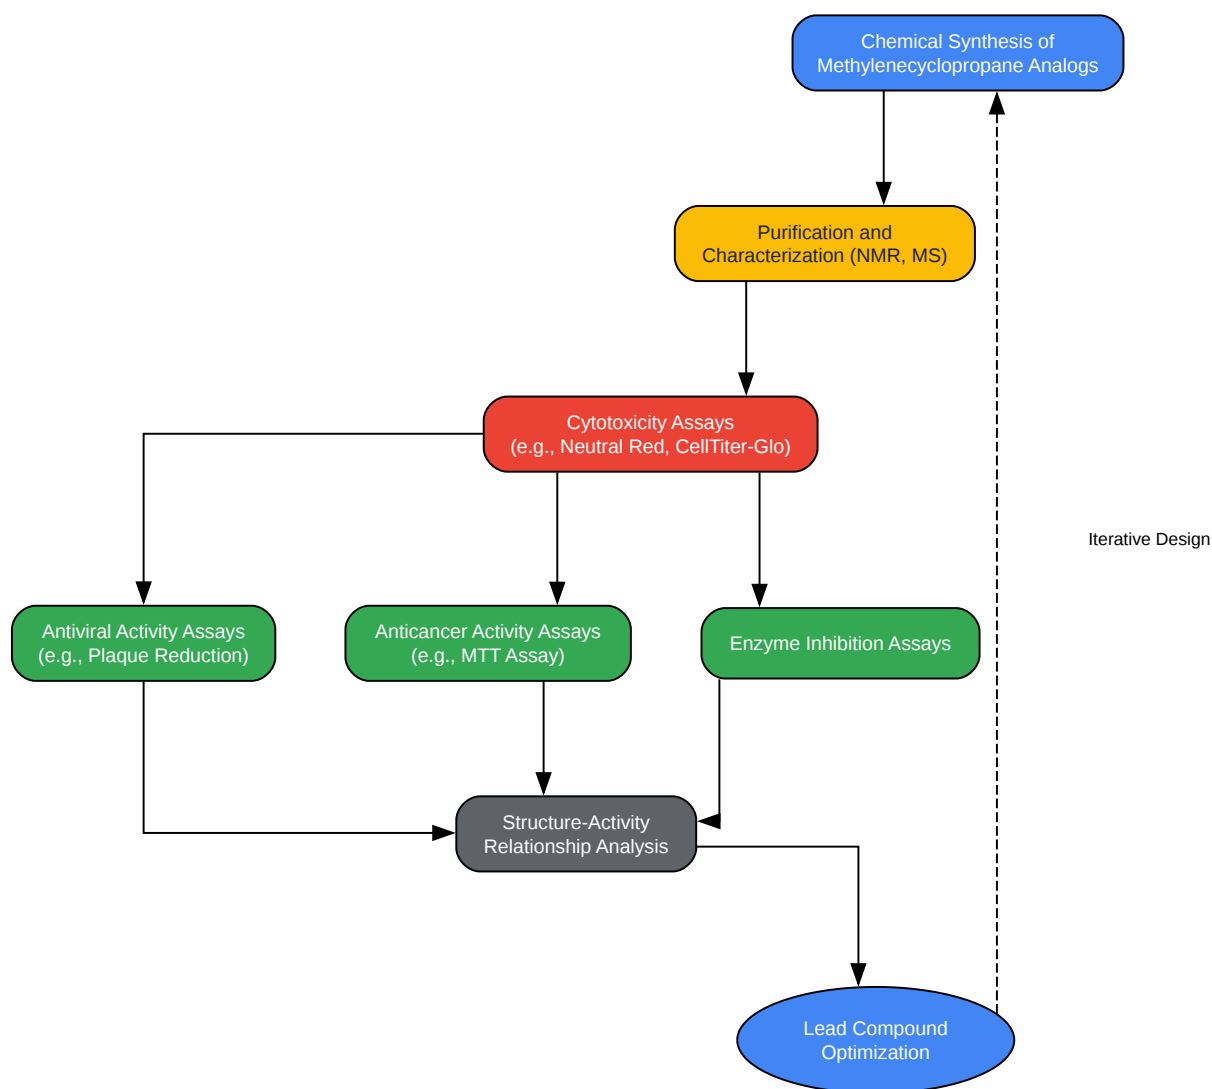 Chemical Synthesis of
Methylenecyclopropane Analogs
Purification and
Characterization (NMR, MS)
Cytotoxicity Assays
(e.g., Neutral Red, CellTiter-Glo)
Iterative Design
Antiviral Activity Assays
(e.g., Plaque Reduction)
Anticancer Activity Assays
(e.g., MTT Assay)
Enzyme Inhibition Assays
Structure-Activity
Relationship Analysis
Lead Compound
Optimization